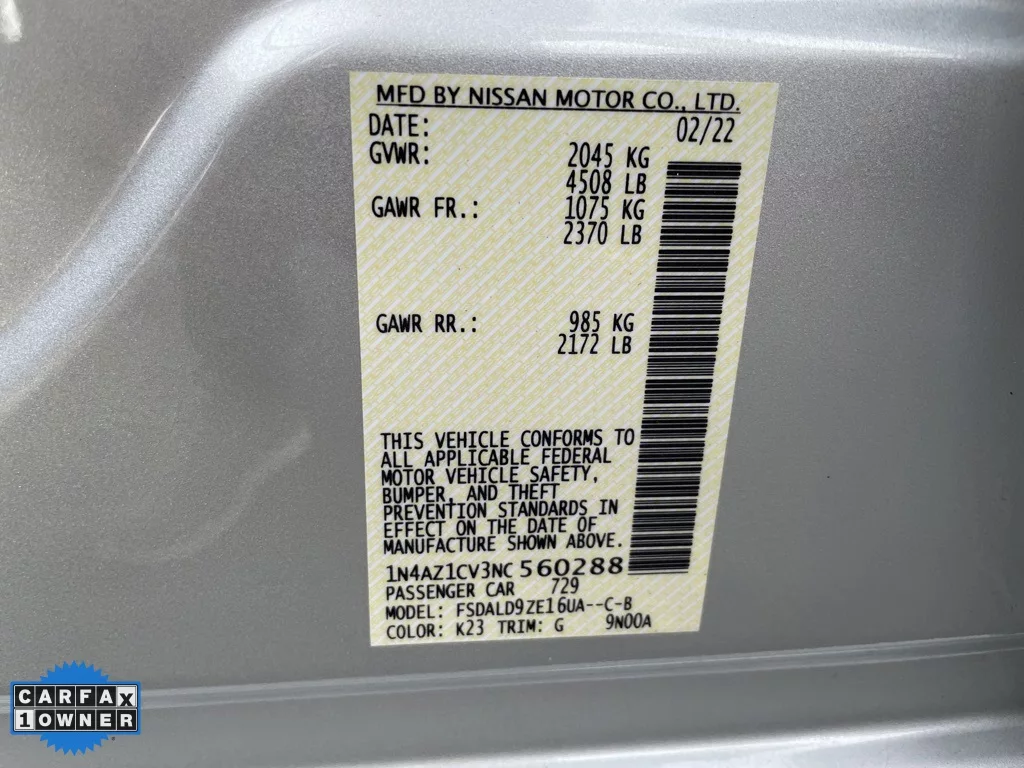 MFD BY NISSAN MOTOR CO., LTD.
DATE: 02/22
GVWR: 2045 KG
4508 LB
GAWR FR.: 1075 KG
2370 LB
GAWR RR.: 985 KG
2172 LB
THIS VEHICLE CONFORMS TO
ALL APPLICABLE FEDERAL
MOTOR VEHICLE SAFETY,
BUMPER, AND THEFT
PREVENTION STANDARDS IN
EFFECT ON THE DATE OF
MANUFACTURE SHOWN ABOVE.
1N4AZ1CV3NC560288
PASSENGER CAR 729
MODEL: FSDALD9ZE16UA--C-B
COLOR: K23 TRIM: G 9N00A
CARFAX
1 OWNER